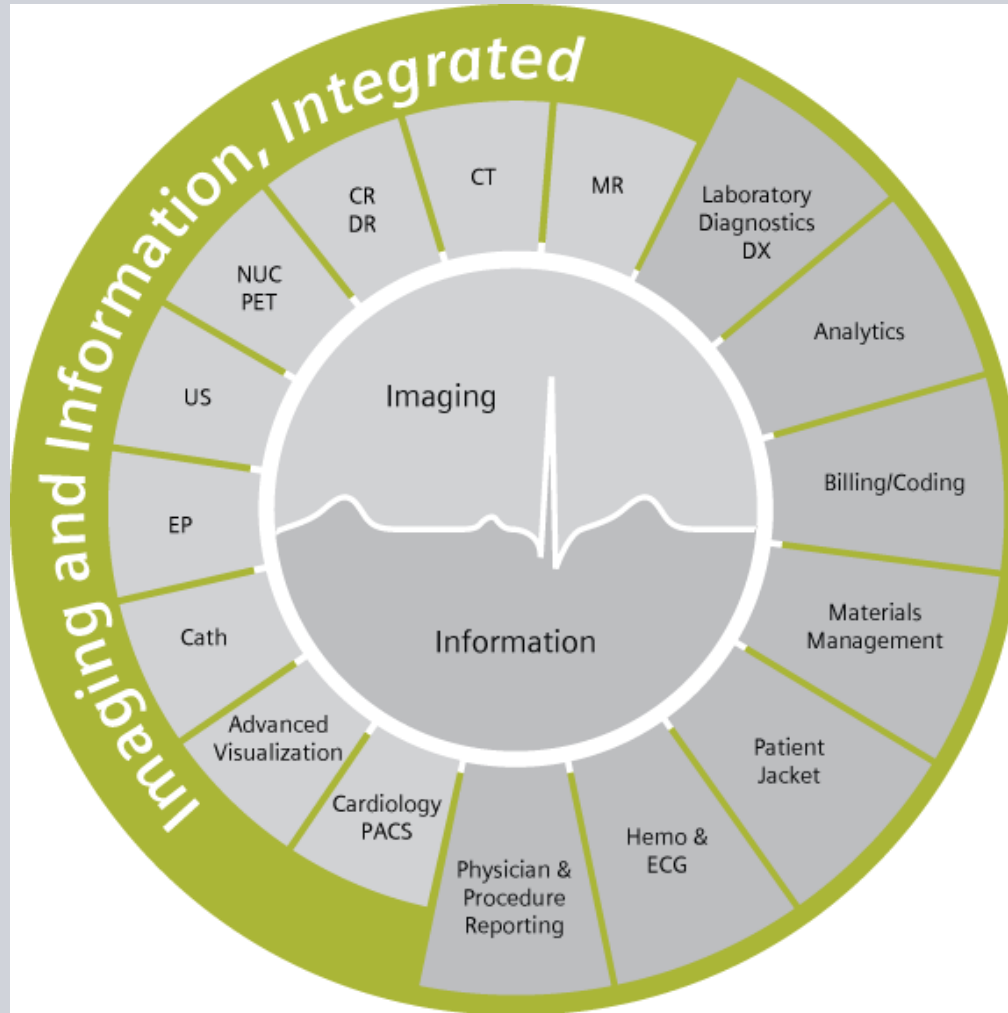 Imaging and Information, Integrated
MR
CT
CR
DR
NUC
PET
US
EP
Cath
Advanced
Visualization
Cardiology
PACS
Laboratory
Diagnostics
DX
Analytics
Billing/Coding
Materials
Management
Patient
Jacket
Hemo &
ECG
Physician &
Procedure
Reporting
Imaging
Information